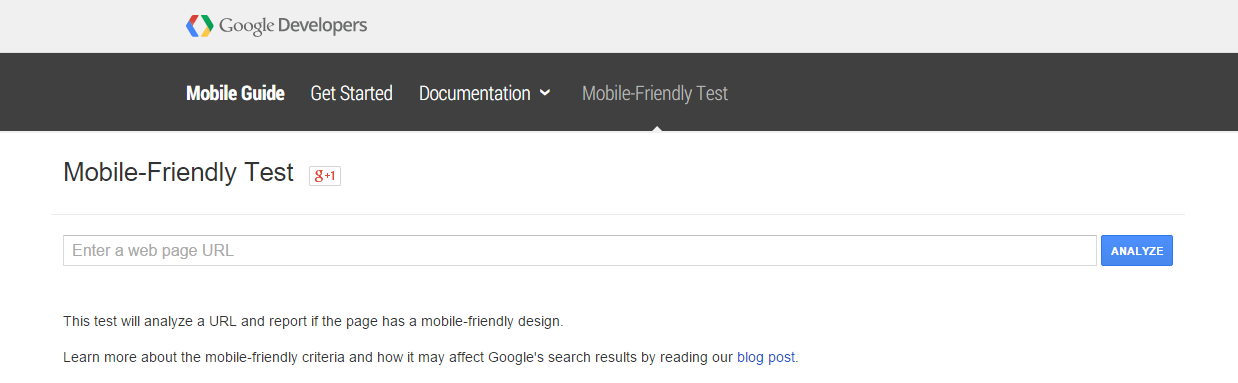 Google Developers
Mobile Guide Get Started Documentation Mobile-Friendly Test
Mobile-Friendly Test g+1
Enter a web page URL ANALYZE
This test will analyze a URL and report if the page has a mobile-friendly design.
Learn more about the mobile-friendly criteria and how it may affect Google's search results by reading our blog post.